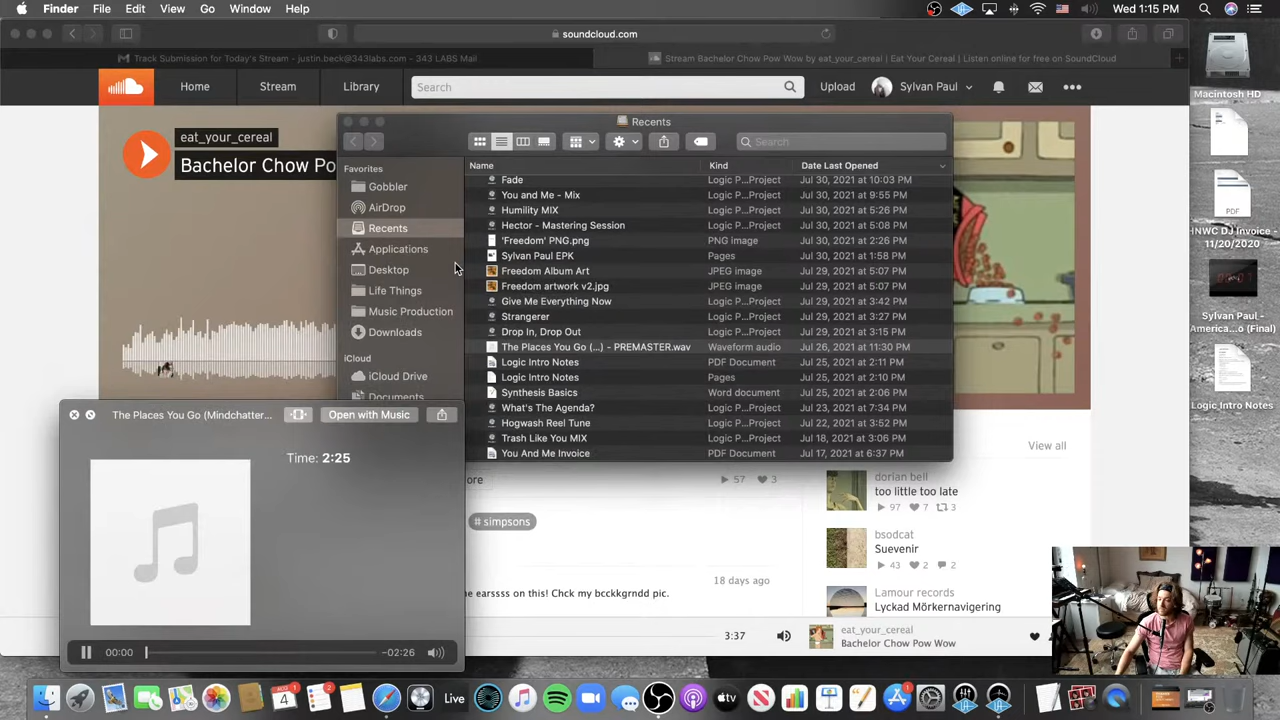 Finder File Edit View Go Window Help
Wed 1:15 PM
soundcloud.com
Track Submission for Today's Stream - justin.beck@343labs.com - 343 LABS Mail
Stream Bachelor Chow Pow Wow by eat_your_cereal | Eat Your Cereal | Listen online for free on SoundCloud
Home Stream Library Search Upload Sylvan Paul
eat_your_cereal
Bachelor Chow Po
Recents
Search
Favorites
Gobbler
AirDrop
Recents
Applications
Desktop
Life Things
Music Production
Downloads
iCloud
iCloud Drive
Documents
Name Kind Date Last Opened
Fade Logic P...Project Jul 30, 2021 at 10:03 PM
You and Me - Mix Logic P...Project Jul 30, 2021 at 9:55 PM
Humility MIX Logic P...Project Jul 30, 2021 at 5:26 PM
Hector - Mastering Session Logic P...Project Jul 30, 2021 at 5:08 PM
'Freedom' PNG.png PNG image Jul 30, 2021 at 2:26 PM
Sylvan Paul EPK Pages Jul 30, 2021 at 1:58 PM
Freedom Album Art JPEG image Jul 29, 2021 at 5:07 PM
Freedom artwork v2.jpg JPEG image Jul 29, 2021 at 5:07 PM
Give Me Everything Now Logic P...Project Jul 29, 2021 at 3:42 PM
Strangerer Logic P...Project Jul 29, 2021 at 3:27 PM
Drop In, Drop Out Logic P...Project Jul 29, 2021 at 3:15 PM
The Places You Go (...) - PREMASTER.wav Waveform audio Jul 26, 2021 at 11:30 PM
Logic Intro Notes PDF Document Jul 25, 2021 at 2:11 PM
Logic Intro Notes Pages Jul 25, 2021 at 2:10 PM
Synthesis Basics Word document Jul 25, 2021 at 2:06 PM
What's The Agenda? Logic P...Project Jul 23, 2021 at 7:34 PM
Hogwash Reel Tune Logic P...Project Jul 22, 2021 at 3:52 PM
Trash Like You MIX Logic P...Project Jul 18, 2021 at 3:06 PM
You And Me Invoice PDF Document Jul 17, 2021 at 6:37 PM
Macintosh HD
PDF
HNWC DJ Invoice -
11/20/2020
Sylvan Paul -
America...o (Final)
Logic Intro Notes
The Places You Go (Mindchatter... Open with Music
Time: 2:25
00:00 -02:26
ore
57 3
# simpsons
18 days ago
he earssss on this! Chck my bcckkgrndd pic.
3:37
View all
dorian bell
too little too late
97 7 3
bsodcat
Suevenir
43 2 2
Lamour records
Lyckad Mörkernavigering
eat_your_cereal
Bachelor Chow Pow Wow
Live
tv